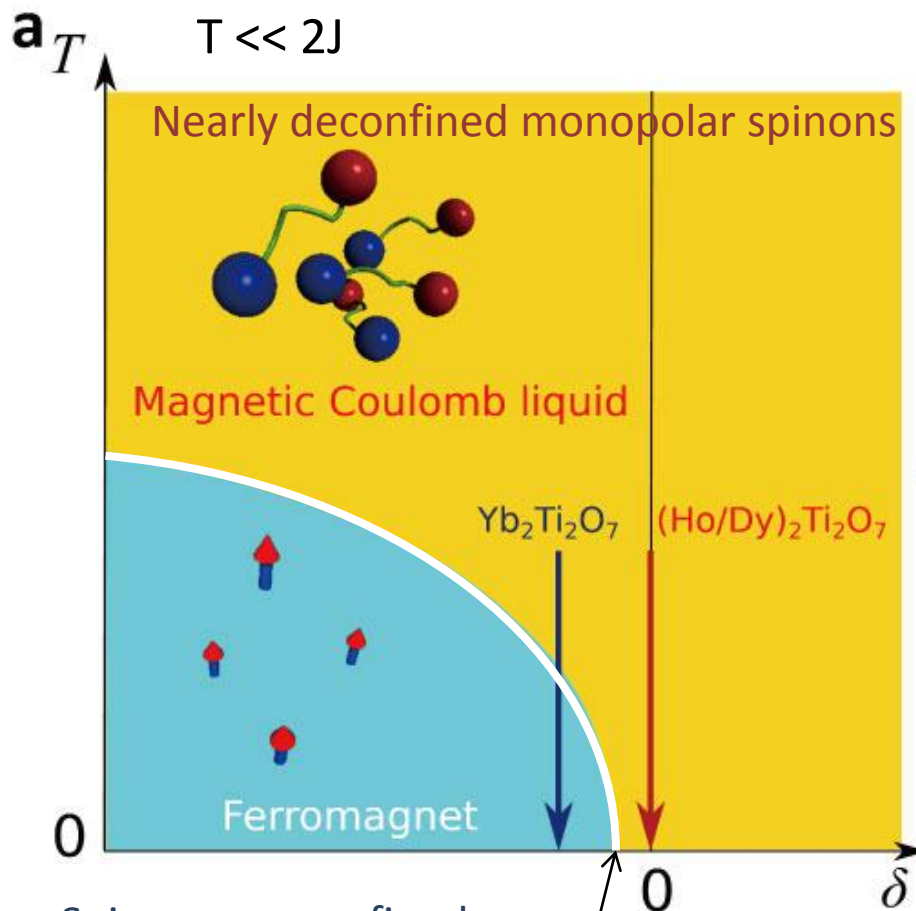 a
T
T << 2J
Nearly deconfined monopolar spinons
Magnetic Coulomb liquid
Yb₂Ti₂O₇
(Ho/Dy)₂Ti₂O₇
Ferromagnet
0
0
δ